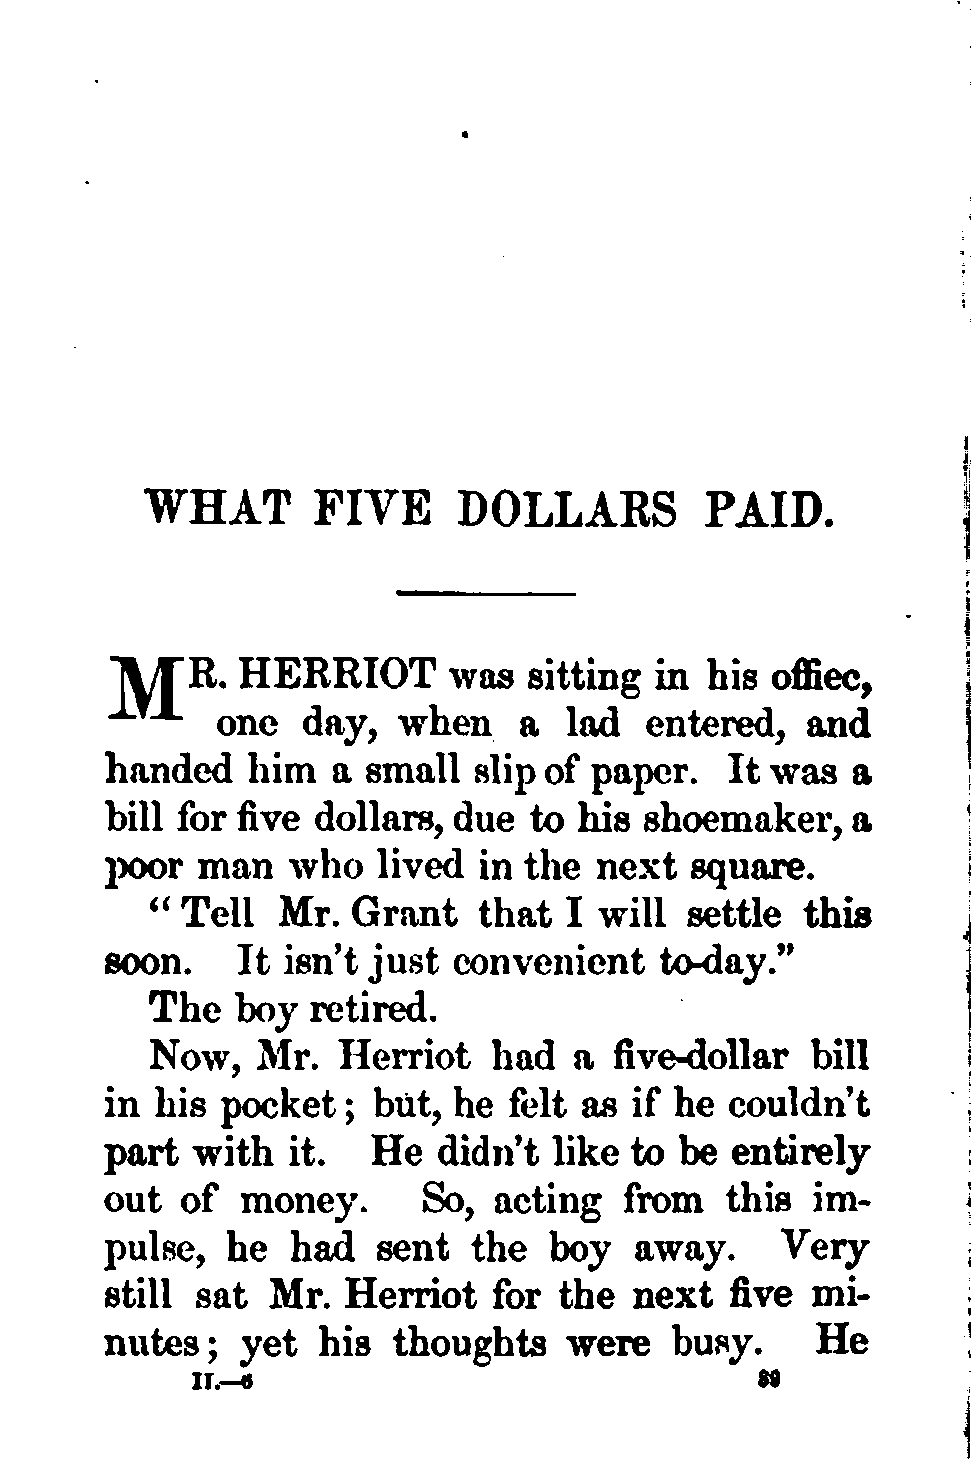 WHAT FIVE DOLLARS PAID.
MR. HERRIOT was sitting in his office,
one day, when a lad entered, and
handed him a small slip of paper. It was a
bill for five dollars, due to his shoemaker, a
poor man who lived in the next square.
"Tell Mr. Grant that I will settle this
soon. It isn't just convenient to-day."
The boy retired.
Now, Mr. Herriot had a five-dollar bill
in his pocket; but, he felt as if he couldn't
part with it. He didn't like to be entirely
out of money. So, acting from this im-
pulse, he had sent the boy away. Very
still sat Mr. Herriot for the next five mi-
nutes; yet his thoughts were busy. He
II.—6